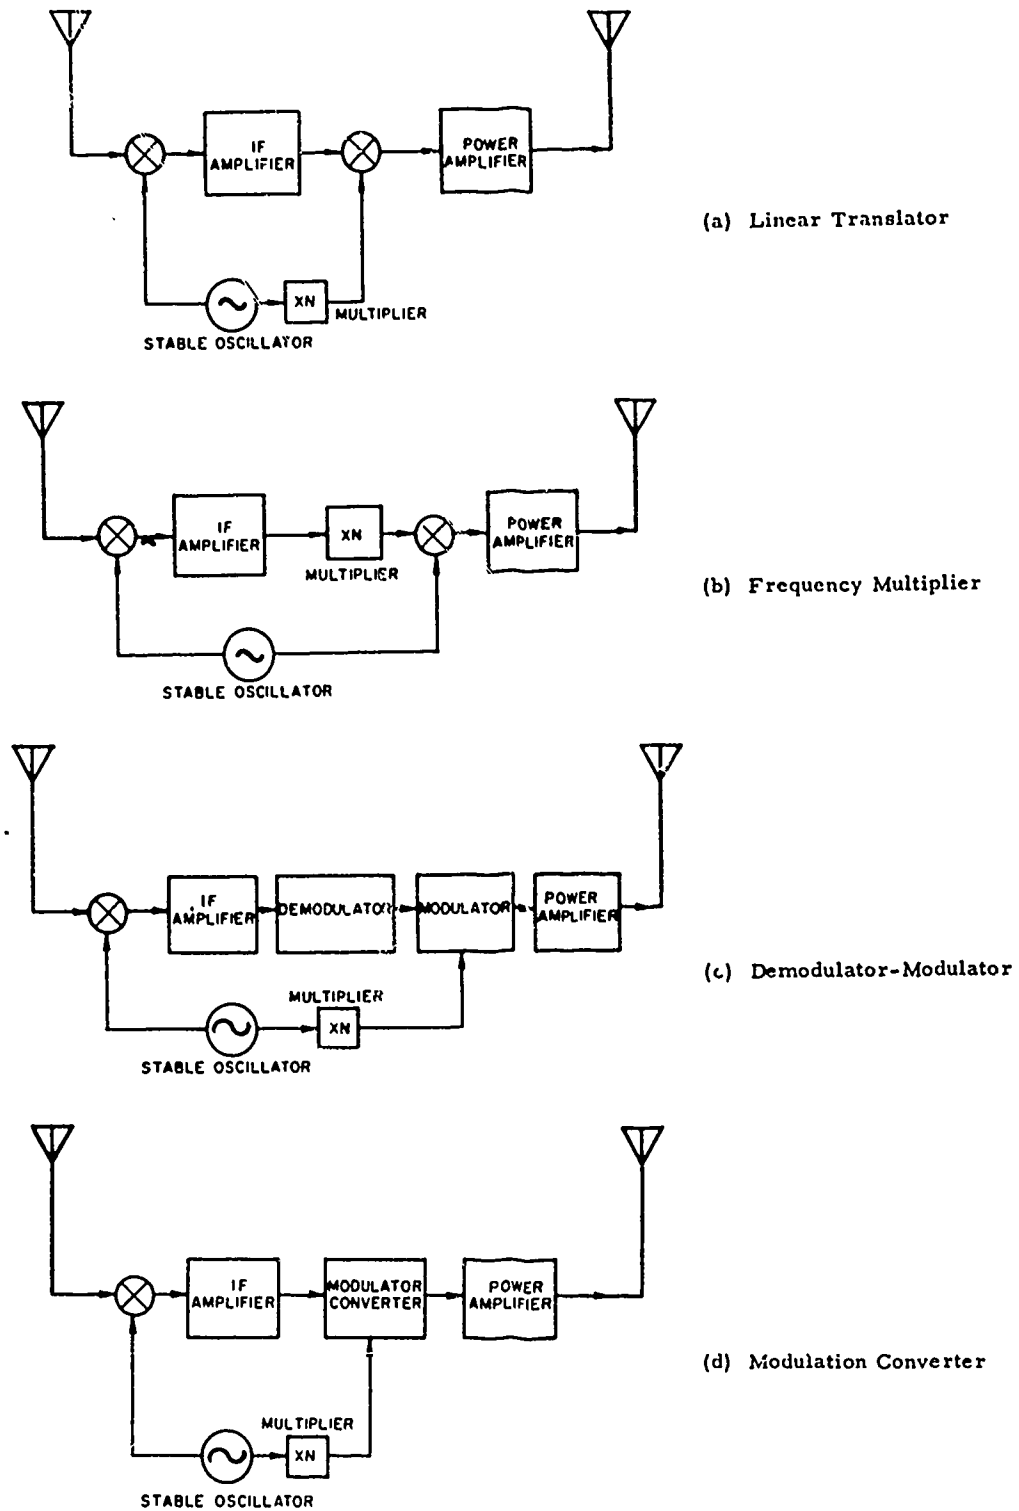 IF
AMPLIFIER
POWER
AMPLIFIER
(a) Linear Translator
XN
MULTIPLIER
STABLE OSCILLATOR
IF
AMPLIFIER
XN
MULTIPLIER
POWER
AMPLIFIER
(b) Frequency Multiplier
STABLE OSCILLATOR
IF
AMPLIFIER
DEMODULATOR
MODULATOR
POWER
AMPLIFIER
(c) Demodulator-Modulator
MULTIPLIER
XN
STABLE OSCILLATOR
IF
AMPLIFIER
MODULATOR
CONVERTER
POWER
AMPLIFIER
(d) Modulation Converter
MULTIPLIER
XN
STABLE OSCILLATOR